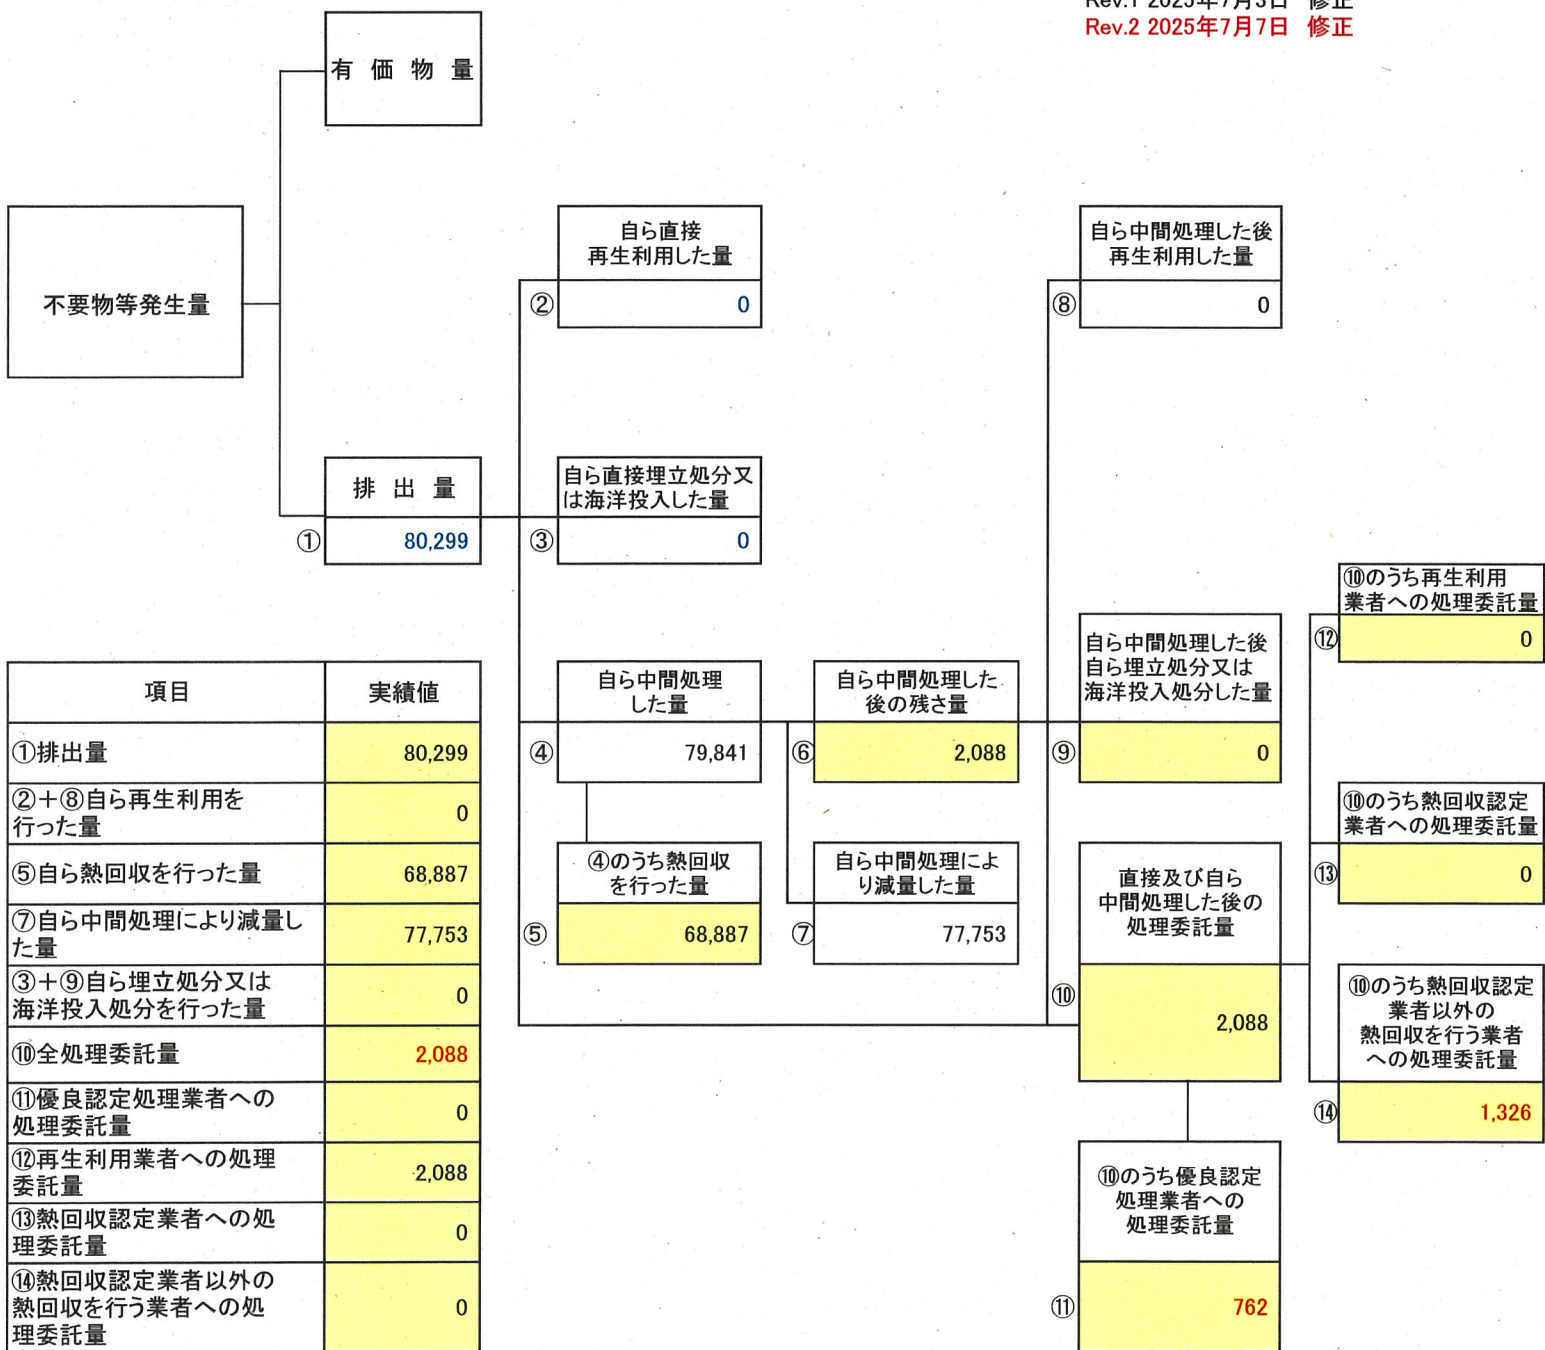 Rev.1 2025年7月3日 修正
Rev.2 2025年7月7日 修正
有価物量
不要物等発生量
自ら直接
再生利用した量
② 0
自ら中間処理した後
再生利用した量
⑧ 0
排出量
① 80,299
自ら直接埋立処分又
は海洋投入した量
③ 0
⑩のうち再生利用
業者への処理委託量
⑫ 0
自ら中間処理した後
自ら埋立処分又は
海洋投入処分した量
⑨ 0
自ら中間処理
した量
④ 79,841
自ら中間処理した
後の残さ量
⑥ 2,088
④のうち熱回収
を行った量
⑤ 68,887
自ら中間処理によ
り減量した量
⑦ 77,753
⑩のうち熱回収認定
業者への処理委託量
⑬ 0
直接及び自ら
中間処理した後の
処理委託量
⑩ 2,088
⑩のうち熱回収認定
業者以外の
熱回収を行う業者
への処理委託量
⑭ 1,326
⑩のうち優良認定
処理業者への
処理委託量
⑪ 762
項目 実績値
①排出量 80,299
②＋⑧自ら再生利用を
行った量 0
⑤自ら熱回収を行った量 68,887
⑦自ら中間処理により減量し
た量 77,753
③＋⑨自ら埋立処分又は
海洋投入処分を行った量 0
⑩全処理委託量 2,088
⑪優良認定処理業者への
処理委託量 0
⑫再生利用業者への処理
委託量 2,088
⑬熱回収認定業者への処
理委託量 0
⑭熱回収認定業者以外の
熱回収を行う業者への処
理委託量 0